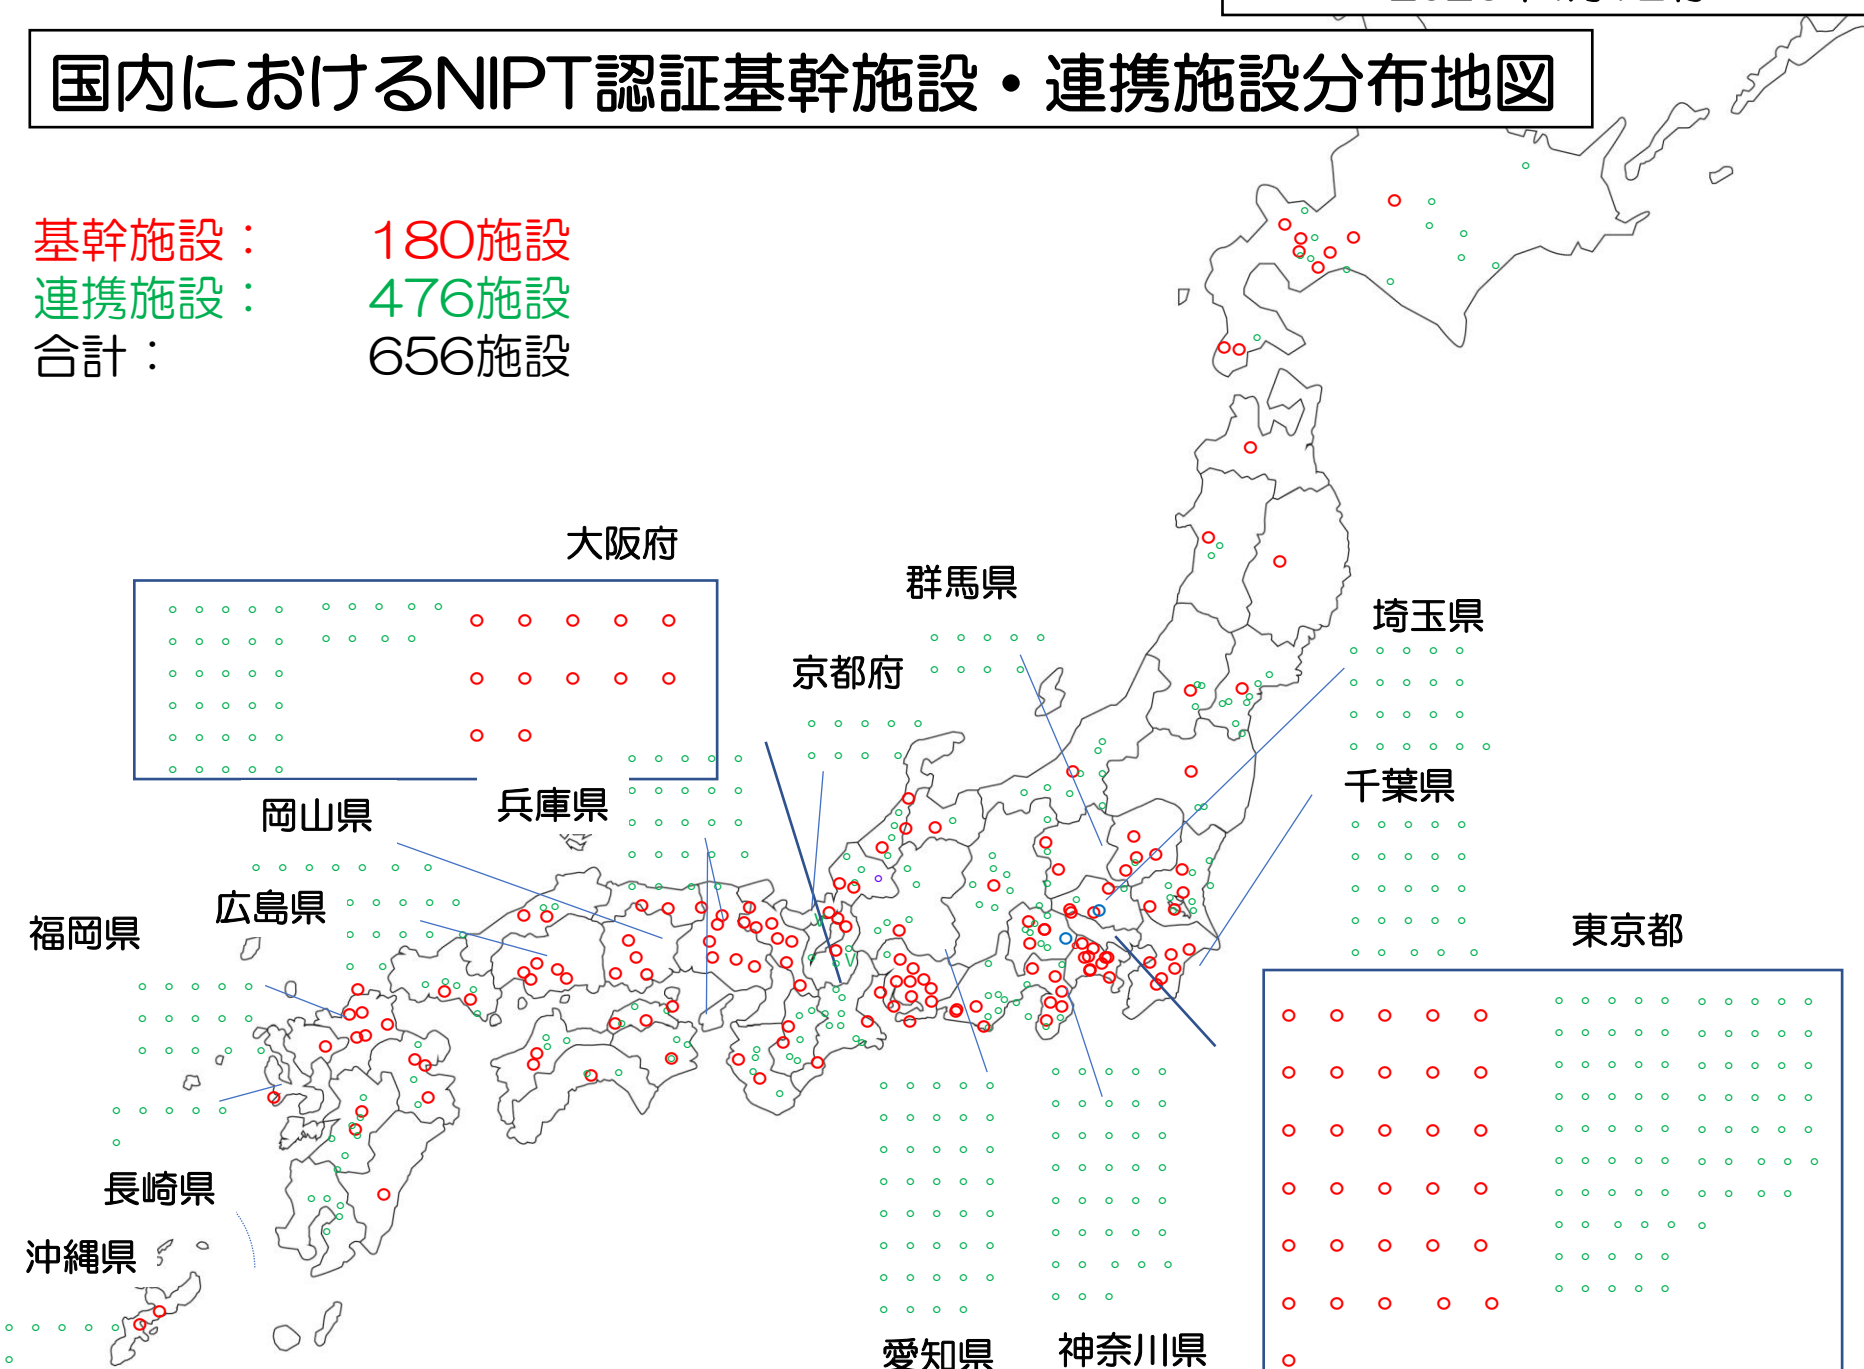 国内におけるNIPT認証基幹施設・連携施設分布地図
基幹施設： 180施設
連携施設： 476施設
合計： 656施設
大阪府
群馬県
埼玉県
京都府
千葉県
岡山県
兵庫県
広島県
福岡県
東京都
長崎県
沖縄県
愛知県
神奈川県